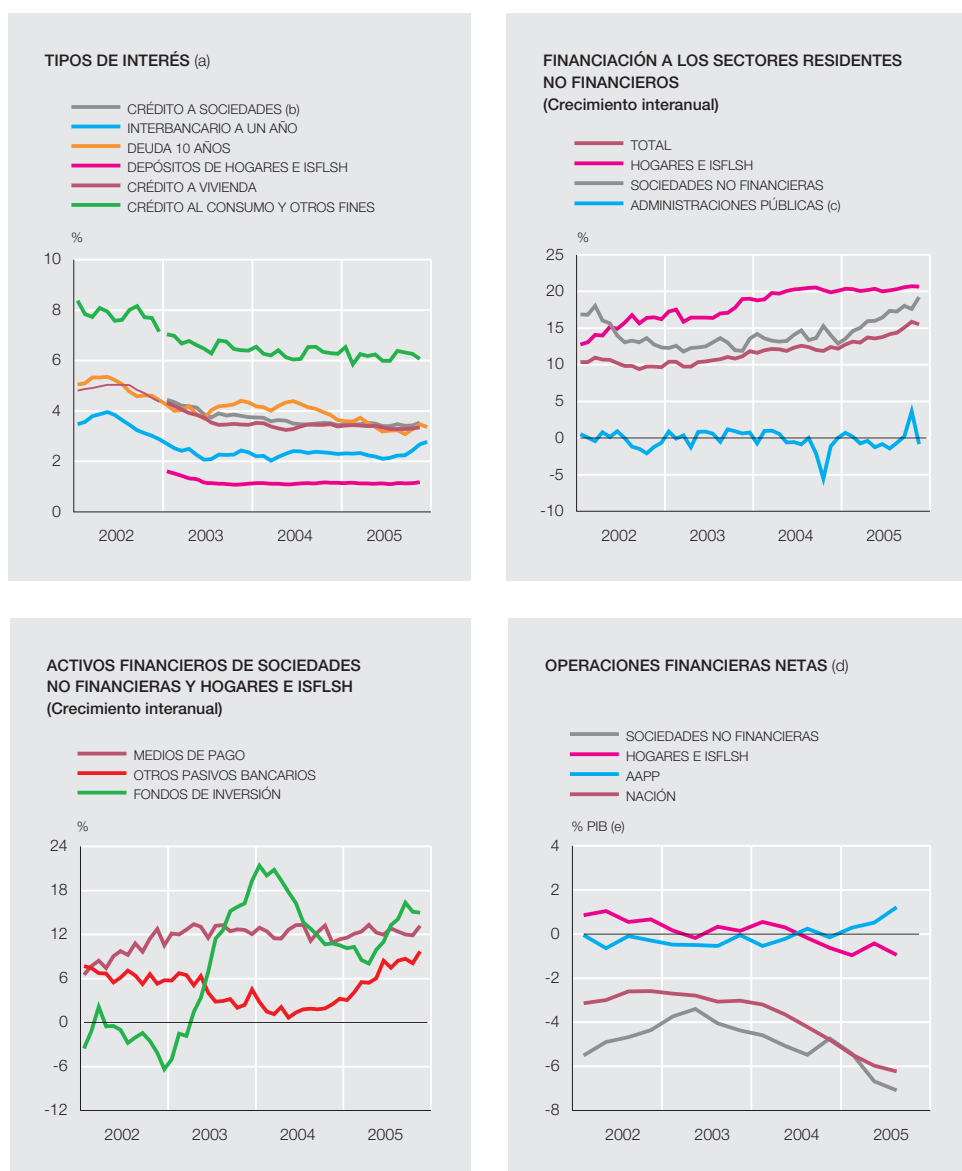 TIPOS DE INTERÉS (a)
CRÉDITO A SOCIEDADES (b)
INTERBANCARIO A UN AÑO
DEUDA 10 AÑOS
DEPÓSITOS DE HOGARES E ISFLSH
CRÉDITO A VIVIENDA
CRÉDITO AL CONSUMO Y OTROS FINES
%
10
8
6
4
2
0
2002 2003 2004 2005
FINANCIACIÓN A LOS SECTORES RESIDENTES
NO FINANCIEROS
(Crecimiento interanual)
TOTAL
HOGARES E ISFLSH
SOCIEDADES NO FINANCIERAS
ADMINISTRACIONES PÚBLICAS (c)
%
25
20
15
10
5
0
-5
-10
2002 2003 2004 2005
ACTIVOS FINANCIEROS DE SOCIEDADES
NO FINANCIERAS Y HOGARES E ISFLSH
(Crecimiento interanual)
MEDIOS DE PAGO
OTROS PASIVOS BANCARIOS
FONDOS DE INVERSIÓN
%
24
18
12
6
0
-6
-12
2002 2003 2004 2005
OPERACIONES FINANCIERAS NETAS (d)
SOCIEDADES NO FINANCIERAS
HOGARES E ISFLSH
AAPP
NACIÓN
% PIB (e)
4
2
0
-2
-4
-6
-8
2002 2003 2004 2005